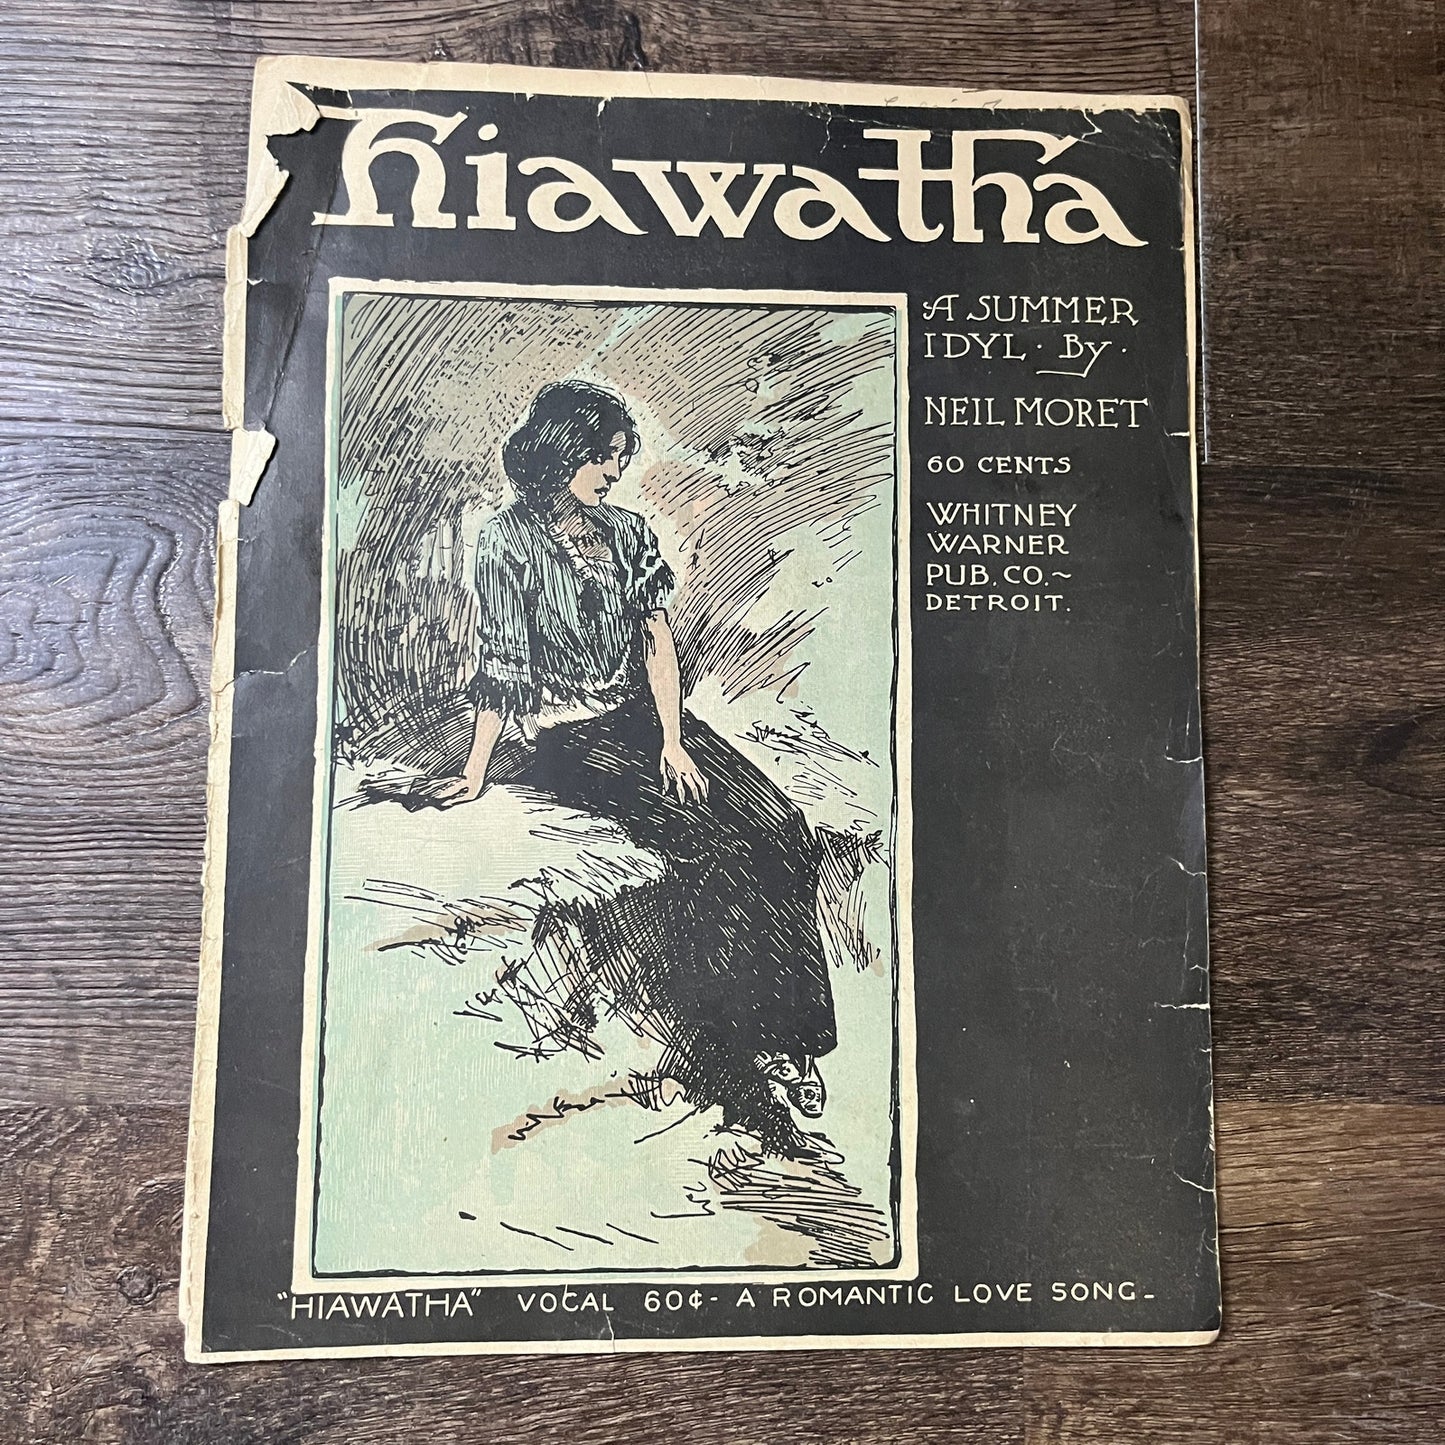 hiawatha
A SUMMER
IDYL · By ·
NEIL MORET
60 CENTS
WHITNEY
WARNER
PUB. CO.~
DETROIT.
"HIAWATHA" VOCAL 60¢- A ROMANTIC LOVE SONG-